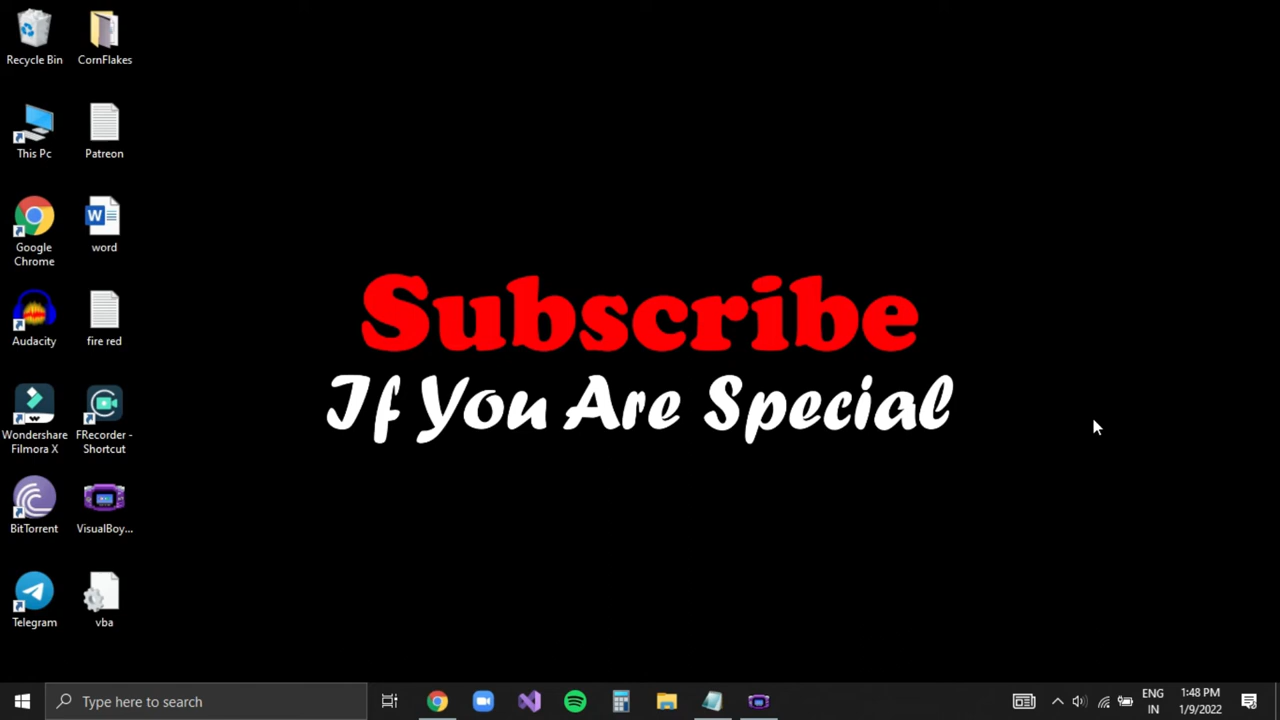 Recycle Bin
CornFlakes
This Pc
Patreon
Google
Chrome
word
Audacity
fire red
Wondershare
Filmora X
FRecorder -
Shortcut
BitTorrent
VisualBoy...
Telegram
vba
Subscribe
If You Are Special
Type here to search
ENG
IN
1:48 PM
1/9/2022